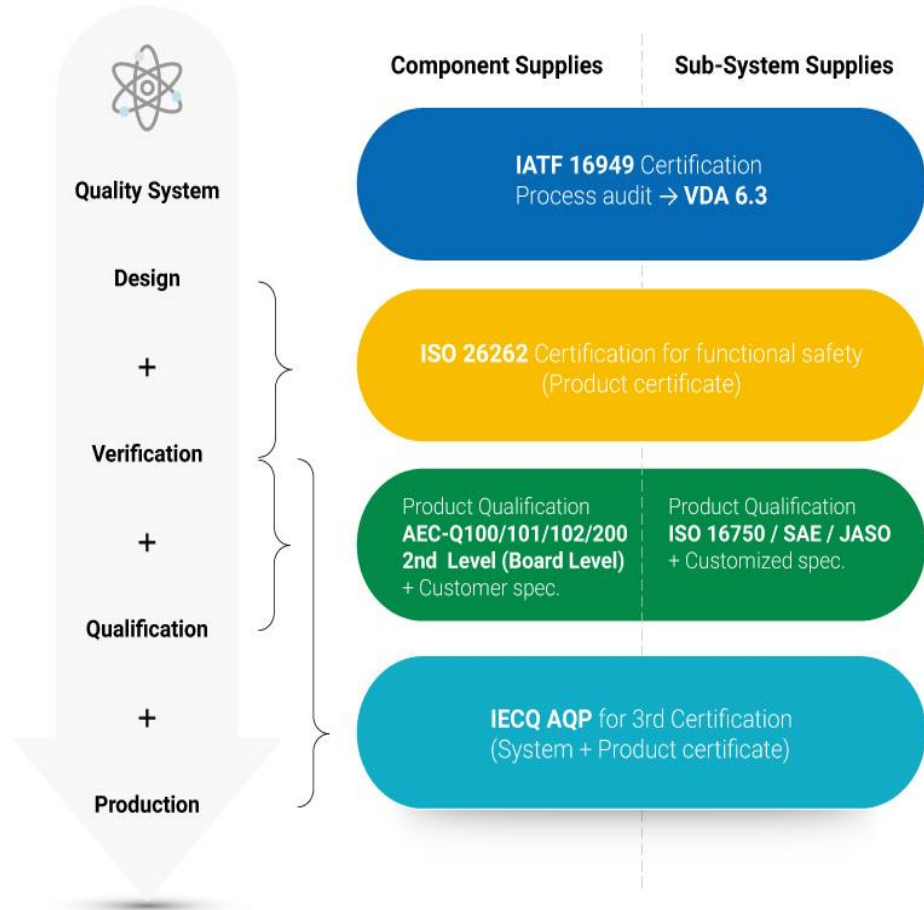 Component Supplies
Sub-System Supplies
Quality System
Design
+
Verification
+
Qualification
+
Production
IATF 16949 Certification
Process audit → VDA 6.3
ISO 26262 Certification for functional safety
(Product certificate)
Product Qualification
AEC-Q100/101/102/200
2nd Level (Board Level)
+ Customer spec.
Product Qualification
ISO 16750 / SAE / JASO
+ Customized spec.
IECQ AQP for 3rd Certification
(System + Product certificate)